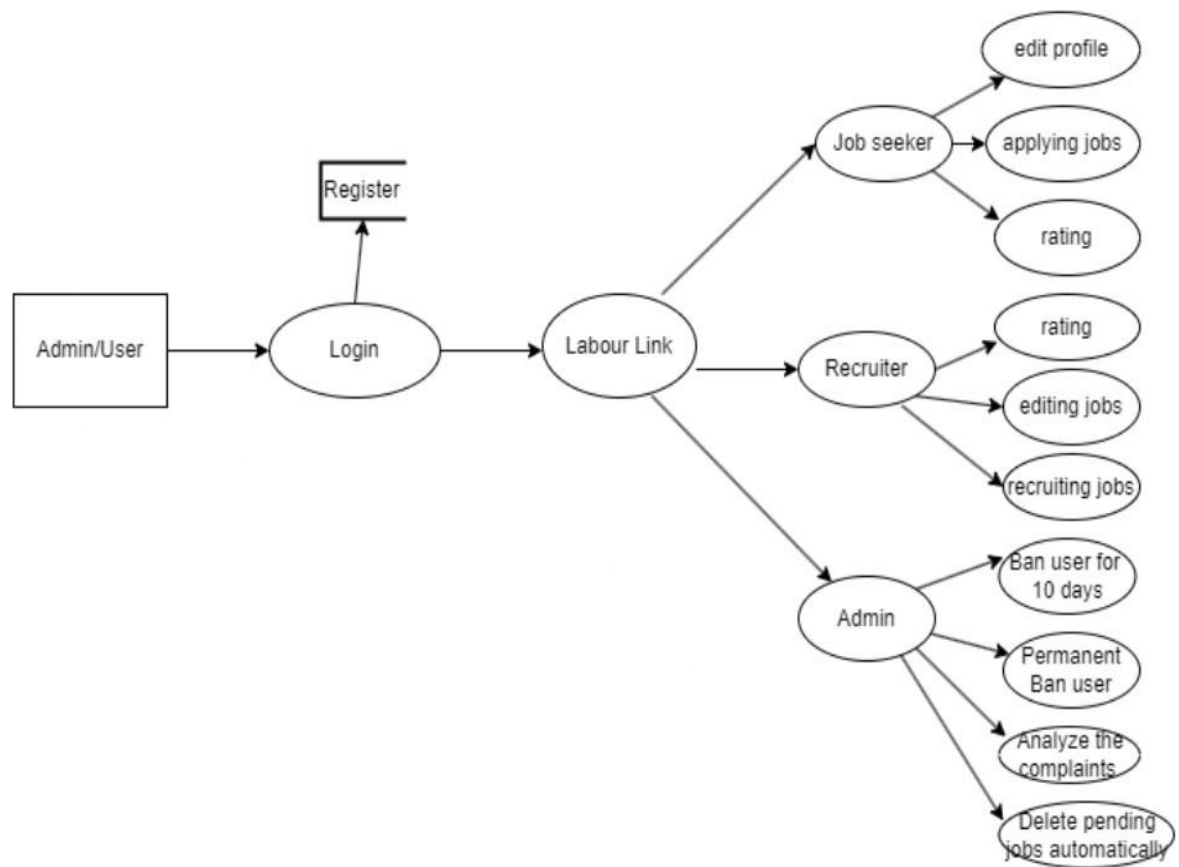 edit profile
Job seeker
applying jobs
Register
rating
Admin/User
Login
Labour Link
rating
Recruiter
editing jobs
recruiting jobs
Ban user for
10 days
Admin
Permanent
Ban user
Analyze the
complaints
Delete pending
jobs automatically